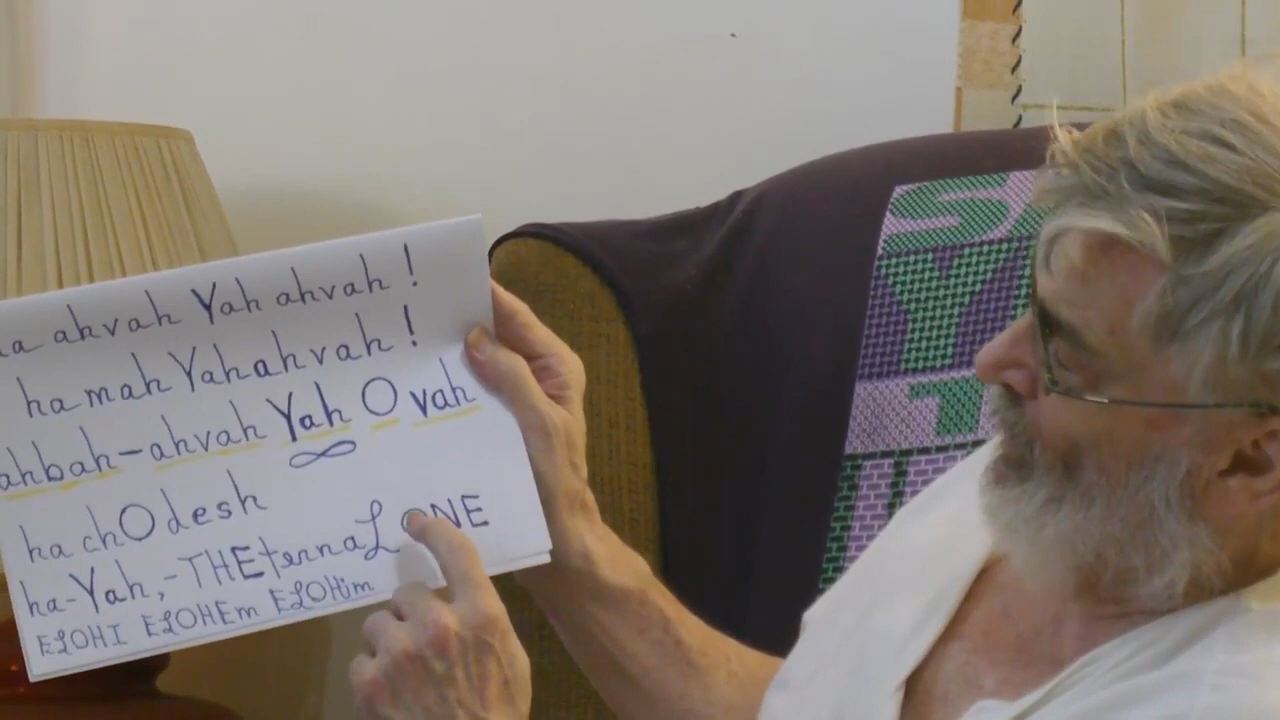 ha ahvah Yah ahvah!
ha mah Yahahvah!
ahbah-ahvah Yah O vah
∞
ha chOdesh
ha-Yah,-THEternaL ONE
ELOHI ELOHEm ELOHim